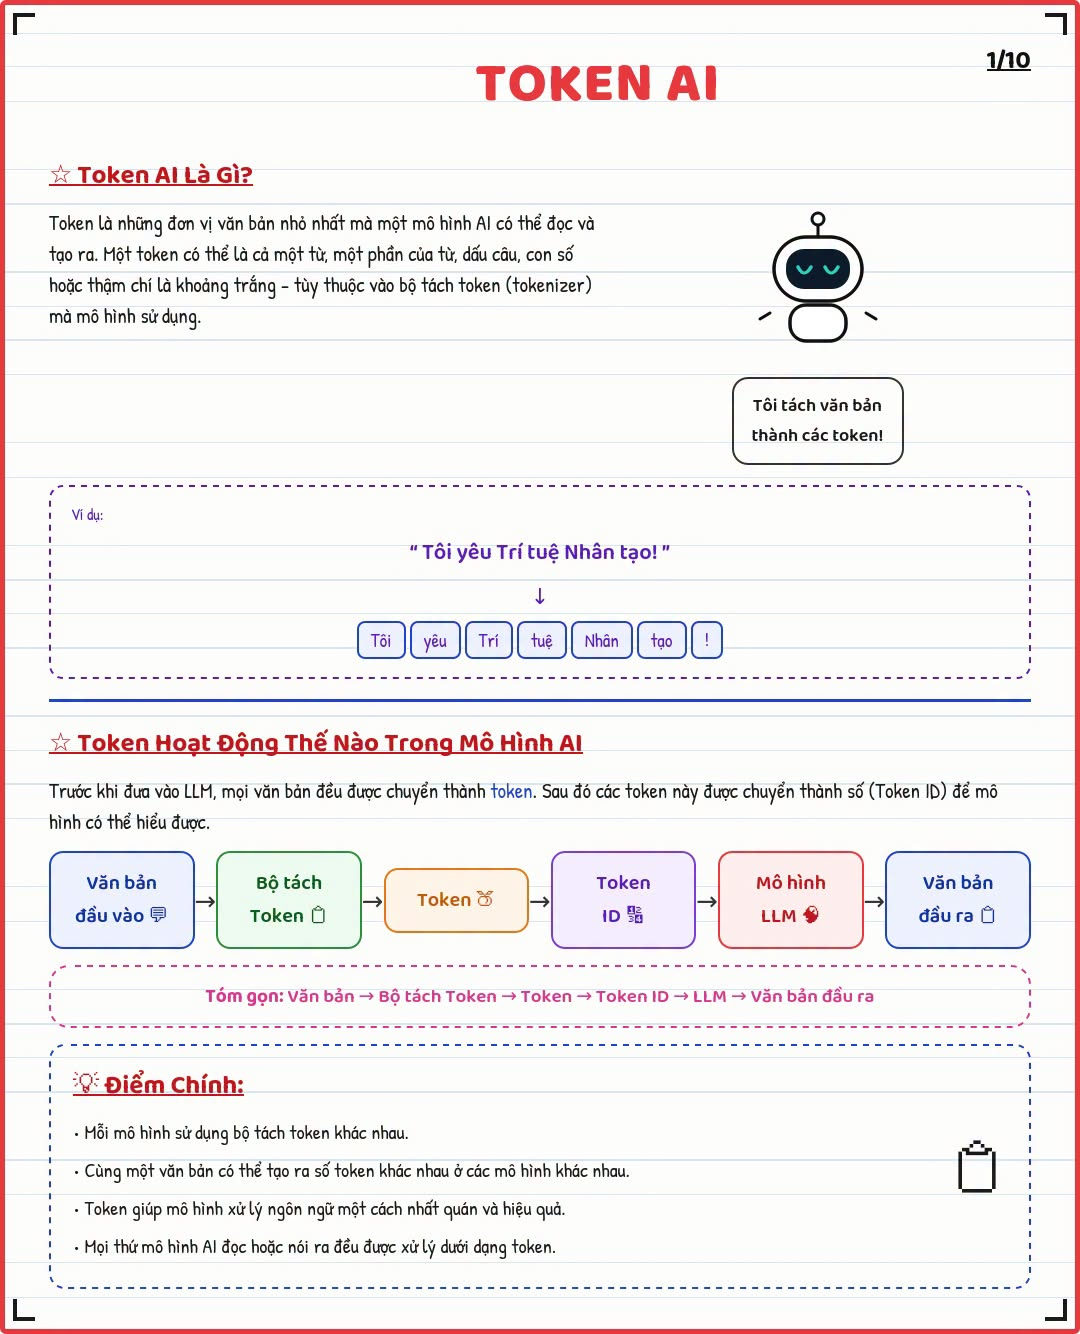 1/10
TOKEN AI
☆ Token AI Là Gì?
Token là những đơn vị văn bản nhỏ nhất mà một mô hình AI có thể đọc và
tạo ra. Một token có thể là cả một từ, một phần của từ, dấu câu, con số
hoặc thậm chí là khoảng trắng – tùy thuộc vào bộ tách token (tokenizer)
mà mô hình sử dụng.
Tôi tách văn bản
thành các token!
Ví dụ:
“ Tôi yêu Trí tuệ Nhân tạo! ”
↓
Tôi yêu Trí tuệ Nhân tạo !
☆ Token Hoạt Động Thế Nào Trong Mô Hình AI
Trước khi đưa vào LLM, mọi văn bản đều được chuyển thành token. Sau đó các token này được chuyển thành số (Token ID) để mô
hình có thể hiểu được.
Văn bản
đầu vào 💬
→
Bộ tách
Token 📋
→
Token 🍑
→
Token
ID 🔢
→
Mô hình
LLM 🧠
→
Văn bản
đầu ra 📋
Tóm gọn: Văn bản → Bộ tách Token → Token → Token ID → LLM → Văn bản đầu ra
💡 Điểm Chính:
• Mỗi mô hình sử dụng bộ tách token khác nhau.
• Cùng một văn bản có thể tạo ra số token khác nhau ở các mô hình khác nhau.
• Token giúp mô hình xử lý ngôn ngữ một cách nhất quán và hiệu quả.
• Mọi thứ mô hình AI đọc hoặc nói ra đều được xử lý dưới dạng token.